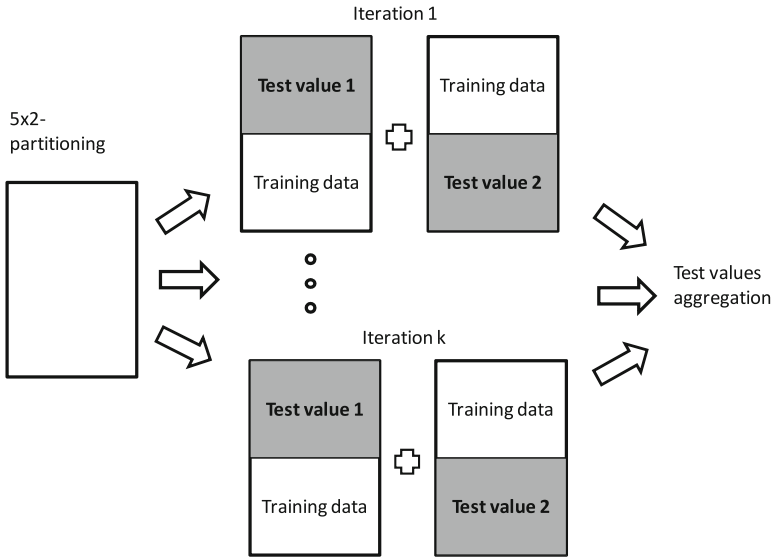 Iteration 1
5x2-
partitioning
Test value 1
Training data
Training data
Test value 2
Test values
aggregation
Iteration k
Test value 1
Training data
Training data
Test value 2